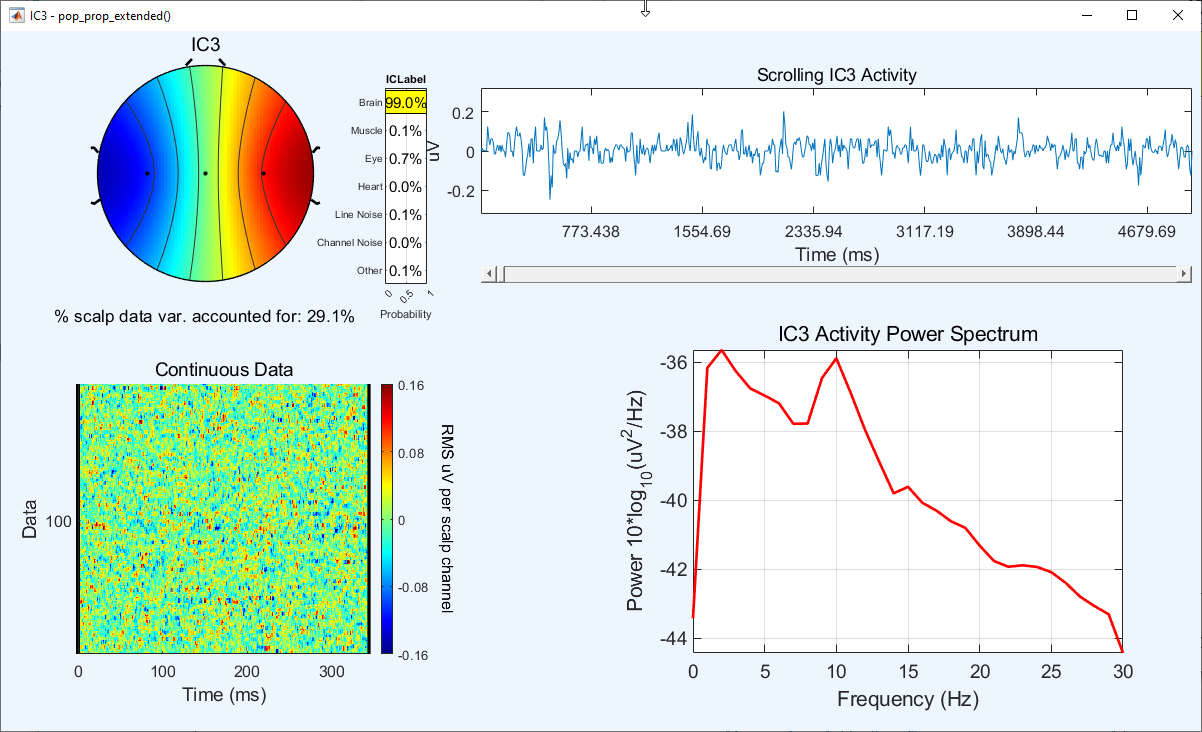 IC3 - pop_prop_extended()
IC3
ICLabel
Brain 99.0%
Muscle 0.1%
Eye 0.7%
Heart 0.0%
Line Noise 0.1%
Channel Noise 0.0%
Other 0.1%
0 0.5 1
Probability
% scalp data var. accounted for: 29.1%
Scrolling IC3 Activity
uV
0.2
0
-0.2
773.438 1554.69 2335.94 3117.19 3898.44 4679.69
Time (ms)
Continuous Data
Data
100
0 100 200 300
Time (ms)
0.16
0.08
0
-0.08
-0.16
RMS uV per scalp channel
IC3 Activity Power Spectrum
Power 10*log10(uV2/Hz)
-36
-38
-40
-42
-44
0 5 10 15 20 25 30
Frequency (Hz)